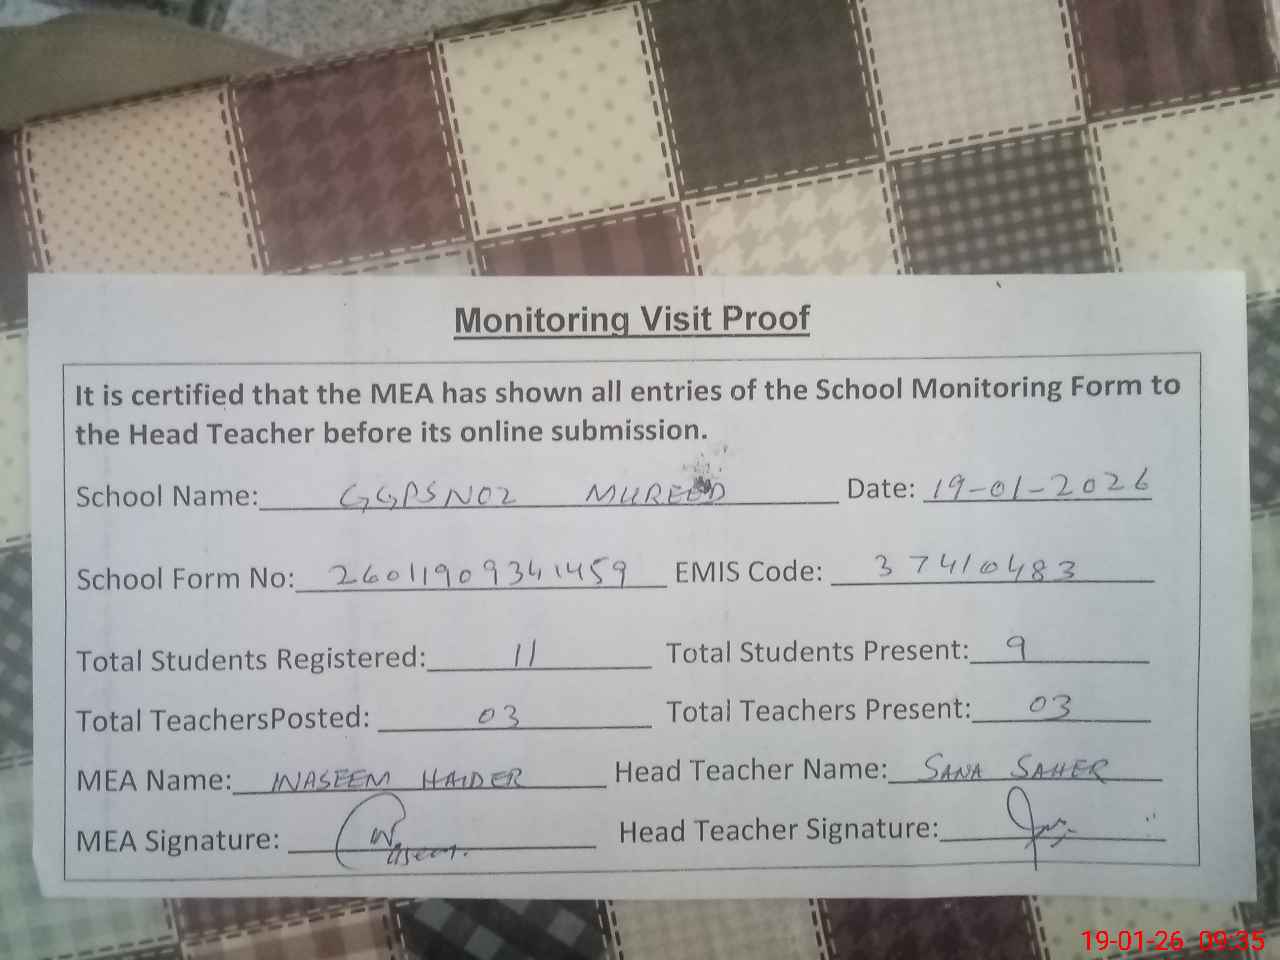 Monitoring Visit Proof
It is certified that the MEA has shown all entries of the School Monitoring Form to
the Head Teacher before its online submission.
School Name: GGPS NO2 MUREED Date: 19-01-2026
School Form No: 26011909341459 EMIS Code: 37410483
Total Students Registered: 11 Total Students Present: 9
Total TeachersPosted: 03 Total Teachers Present: 03
MEA Name: WASEEM HAIDER Head Teacher Name: SANA SAHER
MEA Signature: Waseem. Head Teacher Signature:
19-01-26 09:35